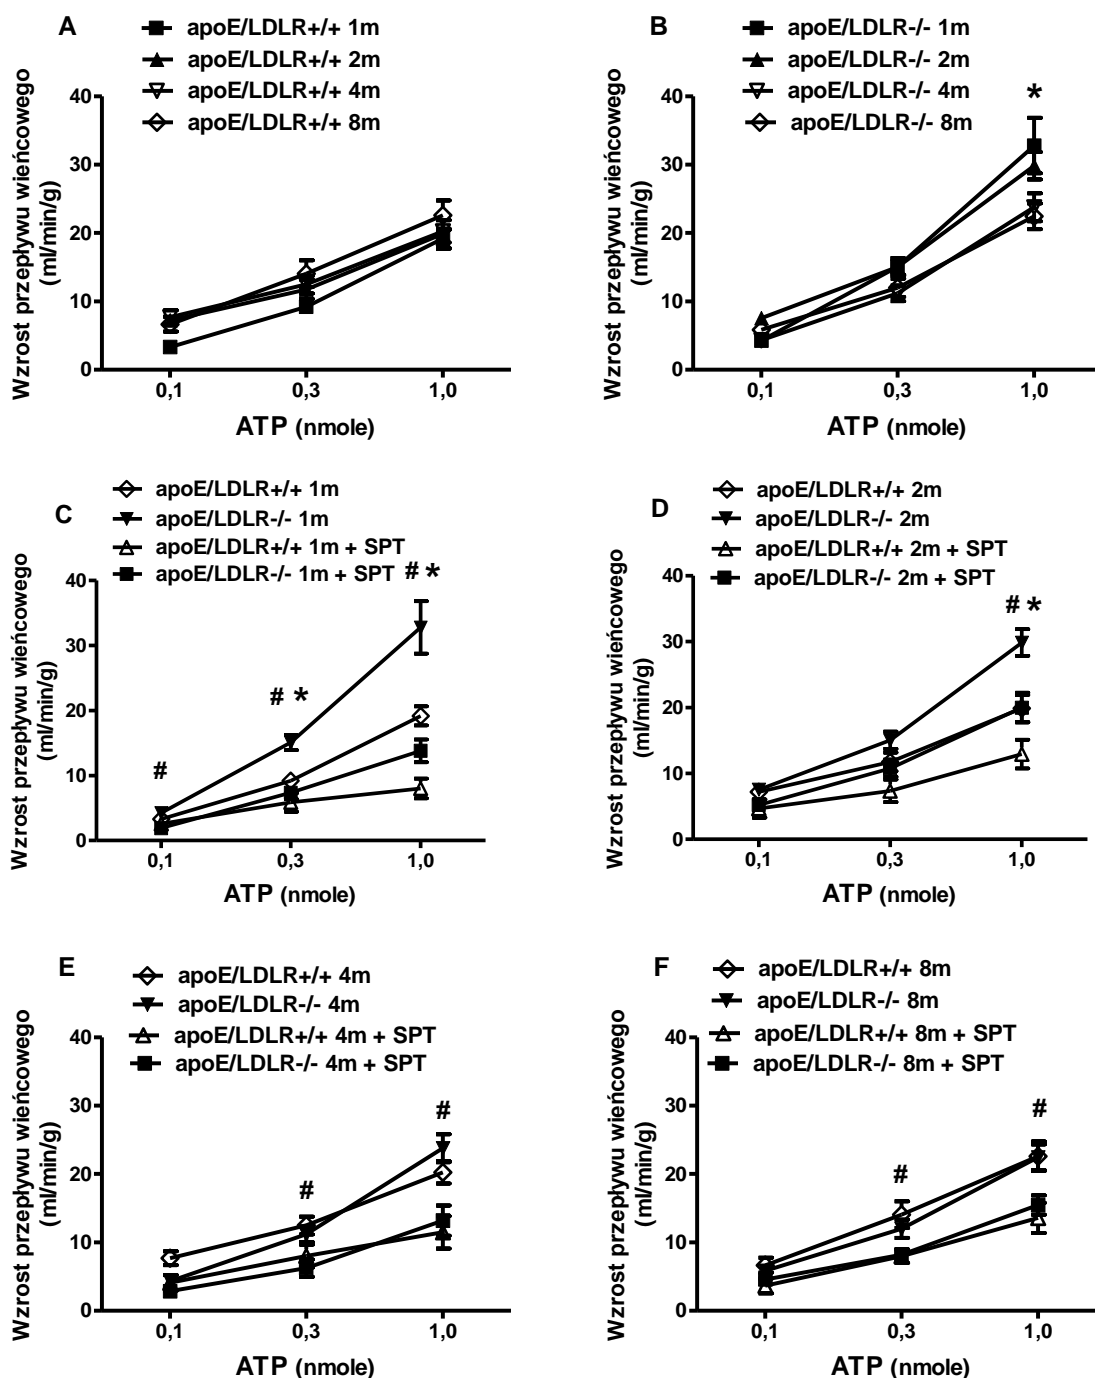 A
apoE/LDLR+/+ 1m
apoE/LDLR+/+ 2m
apoE/LDLR+/+ 4m
apoE/LDLR+/+ 8m
Wzrost przepływu wieńcowego
(ml/min/g)
40
30
20
10
0
0,1
0,3
1,0
ATP (nmole)
B
apoE/LDLR-/- 1m
apoE/LDLR-/- 2m
apoE/LDLR-/- 4m
apoE/LDLR-/- 8m
Wzrost przepływu wieńcowego
(ml/min/g)
40
30
20
10
0
*
0,1
0,3
1,0
ATP (nmole)
C
apoE/LDLR+/+ 1m
apoE/LDLR-/- 1m
apoE/LDLR+/+ 1m + SPT
apoE/LDLR-/- 1m + SPT
Wzrost przepływu wieńcowego
(ml/min/g)
40
30
20
10
0
#
# *
# *
0,1
0,3
1,0
ATP (nmole)
D
apoE/LDLR+/+ 2m
apoE/LDLR-/- 2m
apoE/LDLR+/+ 2m + SPT
apoE/LDLR-/- 2m + SPT
Wzrost przepływu wieńcowego
(ml/min/g)
40
30
20
10
0
# *
0,1
0,3
1,0
ATP (nmole)
E
apoE/LDLR+/+ 4m
apoE/LDLR-/- 4m
apoE/LDLR+/+ 4m + SPT
apoE/LDLR-/- 4m + SPT
Wzrost przepływu wieńcowego
(ml/min/g)
40
30
20
10
0
#
#
0,1
0,3
1,0
ATP (nmole)
F
apoE/LDLR+/+ 8m
apoE/LDLR-/- 8m
apoE/LDLR+/+ 8m + SPT
apoE/LDLR-/- 8m + SPT
Wzrost przepływu wieńcowego
(ml/min/g)
40
30
20
10
0
#
#
0,1
0,3
1,0
ATP (nmole)